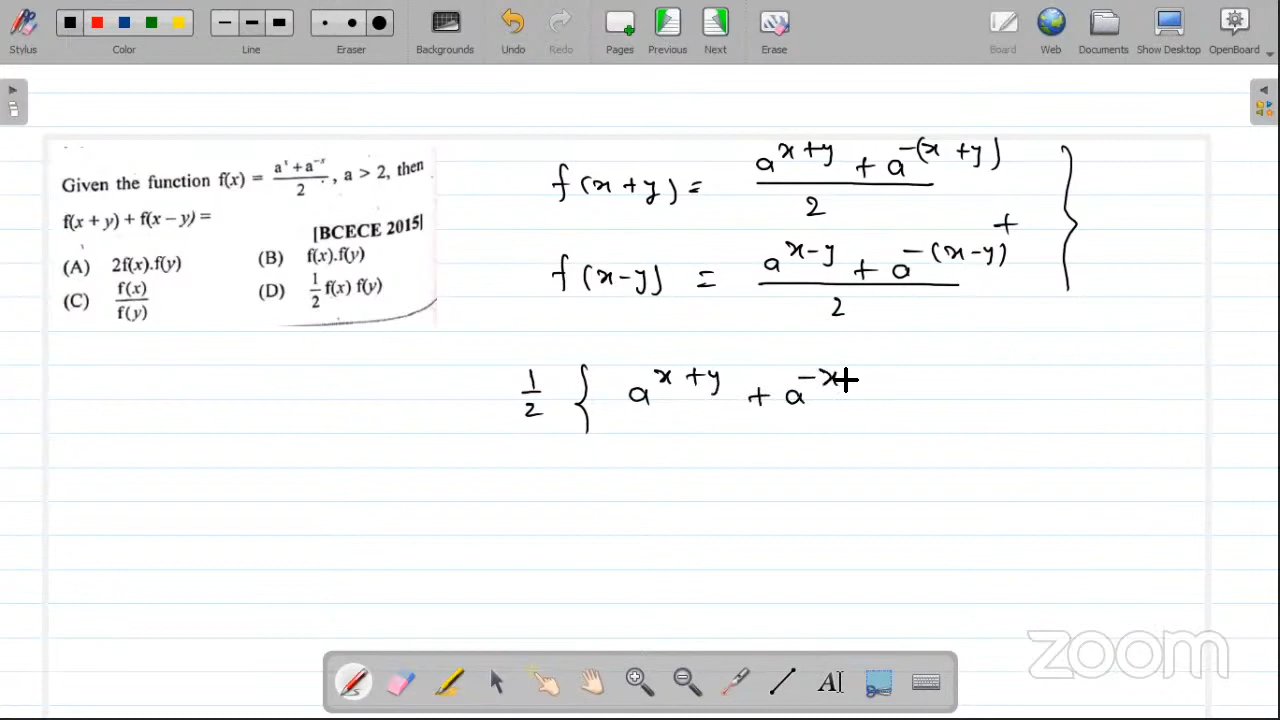 Stylus Color Line Eraser Backgrounds Undo Redo Pages Previous Next Erase Board Web Documents Show Desktop OpenBoard
Given the function f(x) = (a^x + a^-x)/2, a > 2, then
f(x + y) + f(x − y) =
[BCECE 2015]
(A) 2f(x).f(y) (B) f(x).f(y)
(C) f(x)/f(y) (D) 1/2 f(x) f(y)
f(x+y) = (a^(x+y) + a^-(x+y))/2
+
f(x-y) = (a^(x-y) + a^-(x-y))/2
1/2 { a^(x+y) + a^-x
zoom